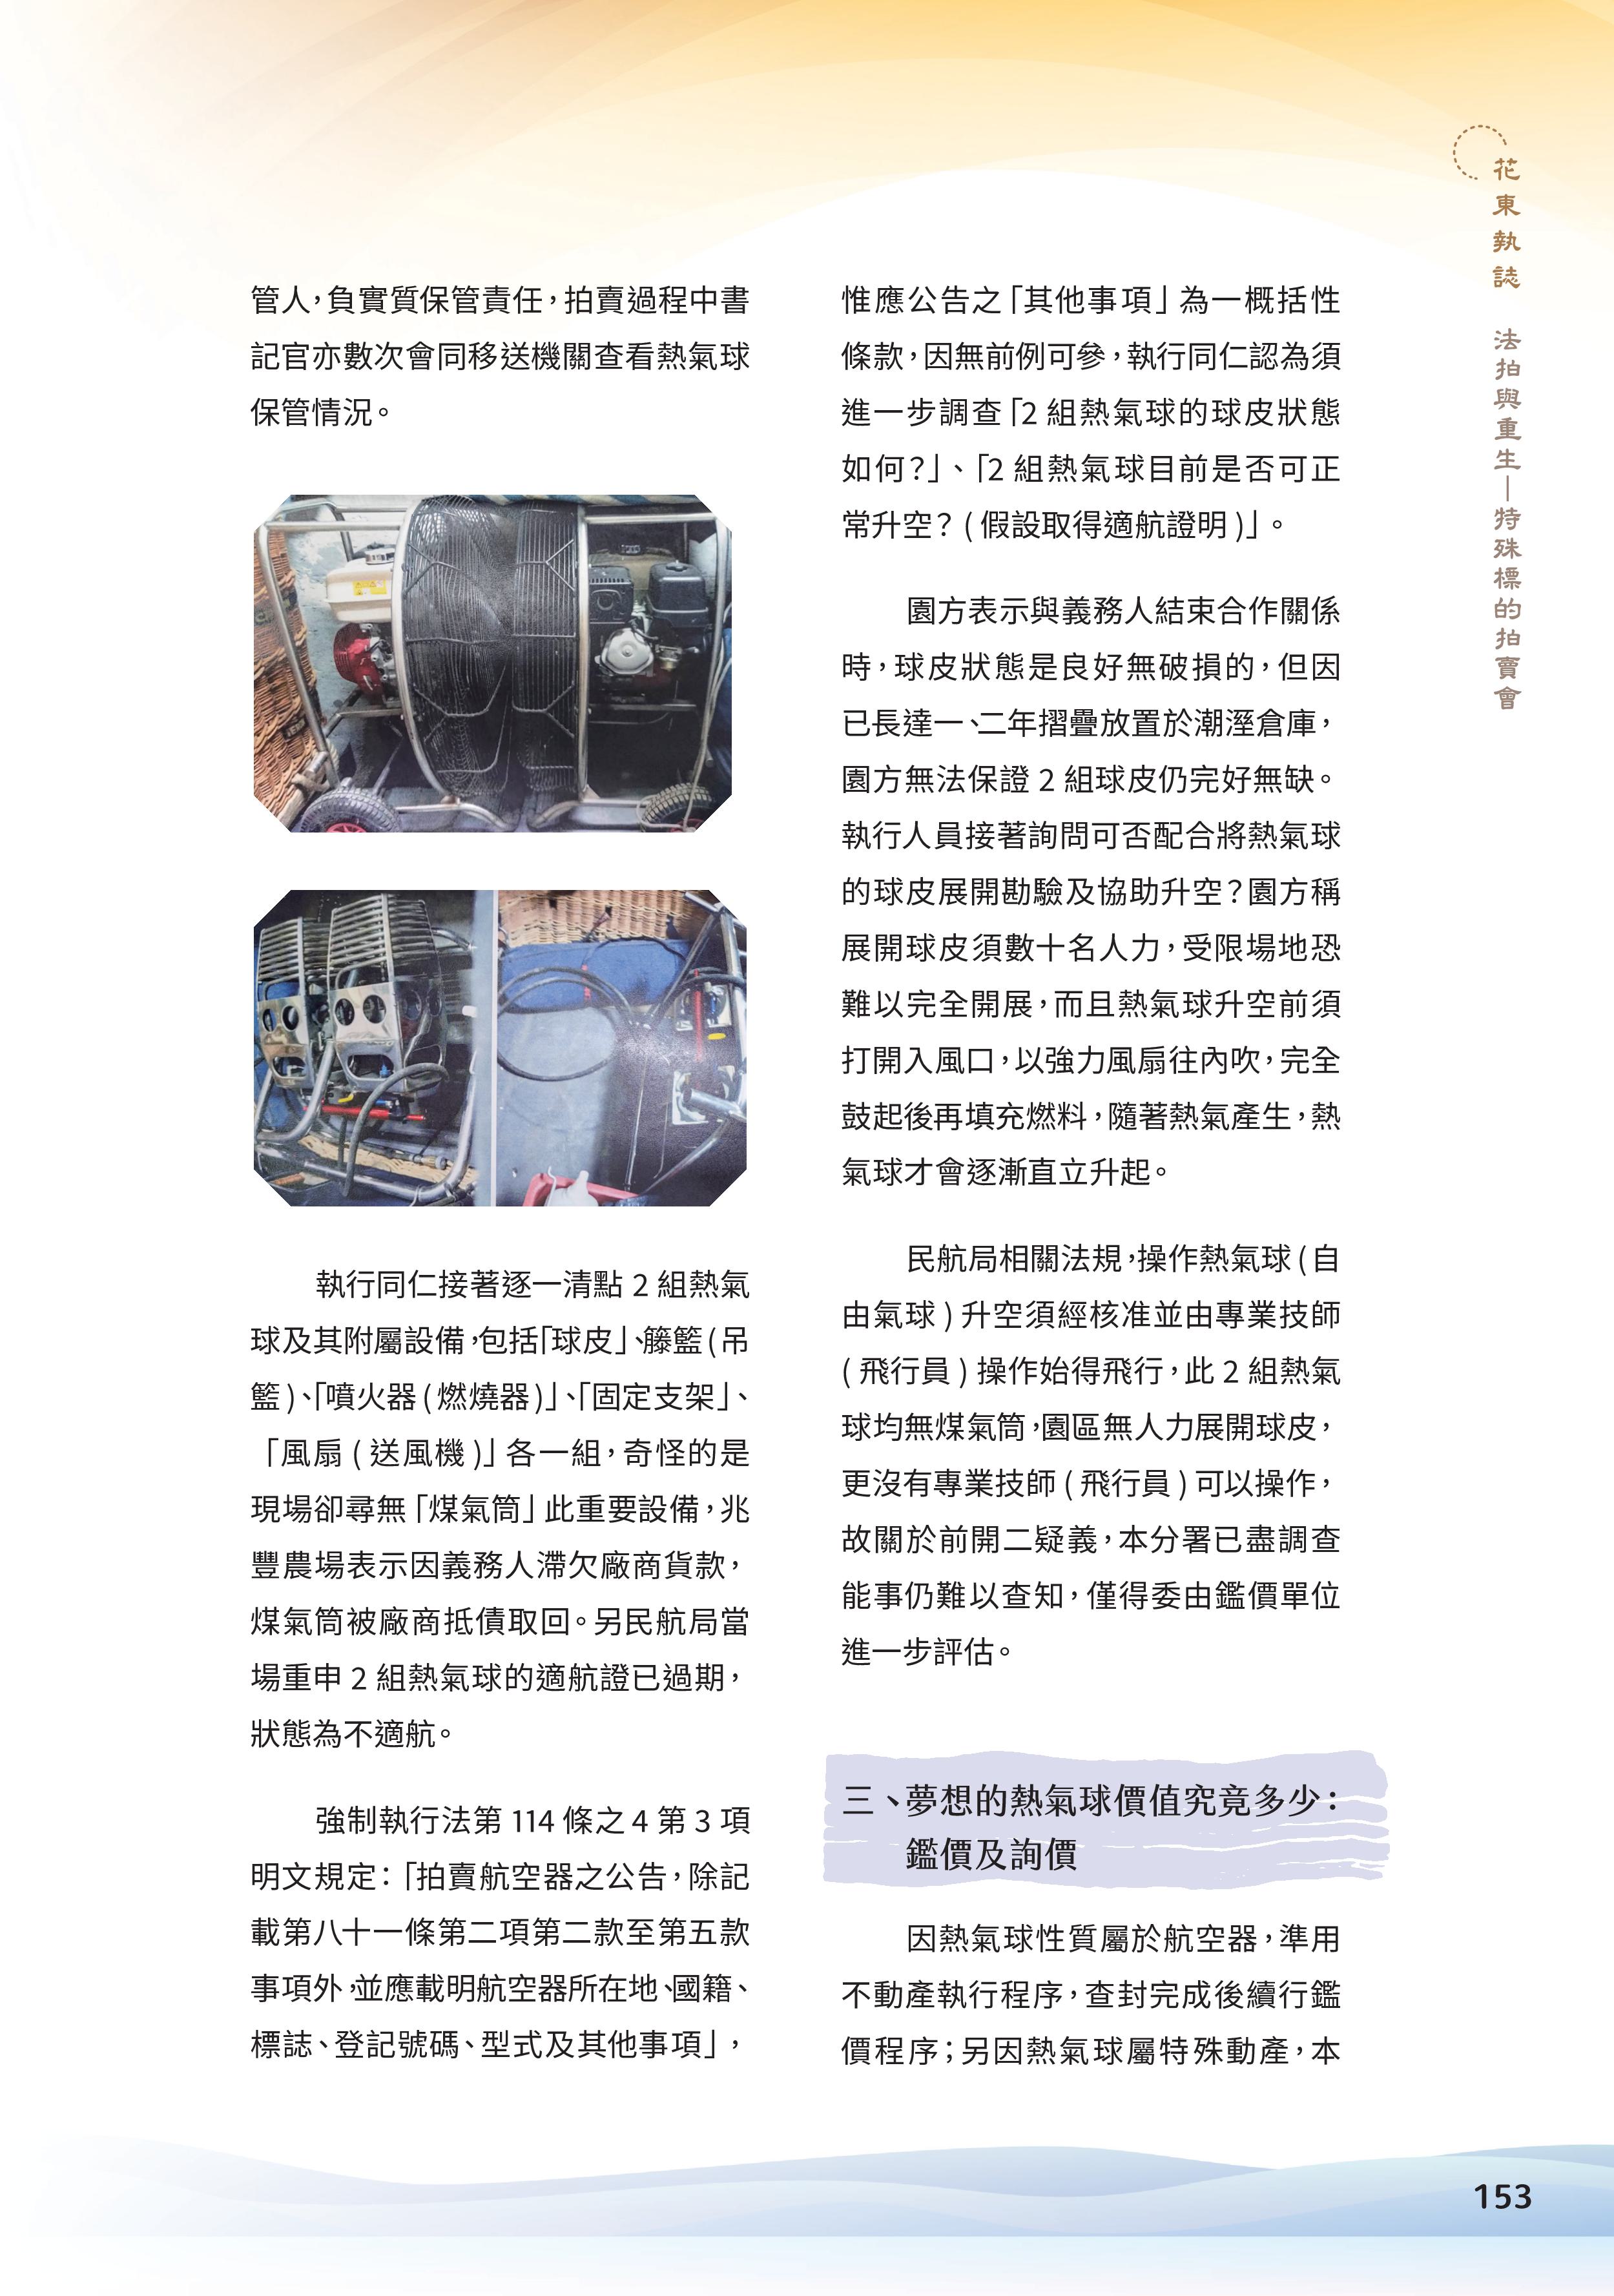 花東執誌 法拍與重生—特殊標的拍賣會
管人，負實質保管責任，拍賣過程中書
記官亦數次會同移送機關查看熱氣球
保管情況。
執行同仁接著逐一清點 2 組熱氣
球及其附屬設備，包括「球皮」、籐籃 ( 吊
籃 )、「噴火器 ( 燃燒器 )」、「固定支架」、
「風扇 ( 送風機 )」各一組，奇怪的是
現場卻尋無「煤氣筒」此重要設備，兆
豐農場表示因義務人滯欠廠商貨款，
煤氣筒被廠商抵債取回。另民航局當
場重申 2 組熱氣球的適航證已過期，
狀態為不適航。
強制執行法第 114 條之 4 第 3 項
明文規定：「拍賣航空器之公告，除記
載第八十一條第二項第二款至第五款
事項外，並應載明航空器所在地、國籍、
標誌、登記號碼、型式及其他事項」，
惟應公告之「其他事項」為一概括性
條款，因無前例可參，執行同仁認為須
進一步調查「2 組熱氣球的球皮狀態
如何？」、「2 組熱氣球目前是否可正
常升空？ ( 假設取得適航證明 )」。
園方表示與義務人結束合作關係
時，球皮狀態是良好無破損的，但因
已長達一、二年摺疊放置於潮溼倉庫，
園方無法保證 2 組球皮仍完好無缺。
執行人員接著詢問可否配合將熱氣球
的球皮展開勘驗及協助升空？園方稱
展開球皮須數十名人力，受限場地恐
難以完全開展，而且熱氣球升空前須
打開入風口，以強力風扇往內吹，完全
鼓起後再填充燃料，隨著熱氣產生，熱
氣球才會逐漸直立升起。
民航局相關法規，操作熱氣球 ( 自
由氣球 ) 升空須經核准並由專業技師
( 飛行員 ) 操作始得飛行，此 2 組熱氣
球均無煤氣筒，園區無人力展開球皮，
更沒有專業技師 ( 飛行員 ) 可以操作，
故關於前開二疑義，本分署已盡調查
能事仍難以查知，僅得委由鑑價單位
進一步評估。
三、夢想的熱氣球價值究竟多少：
鑑價及詢價
因熱氣球性質屬於航空器，準用
不動產執行程序，查封完成後續行鑑
價程序；另因熱氣球屬特殊動產，本
153